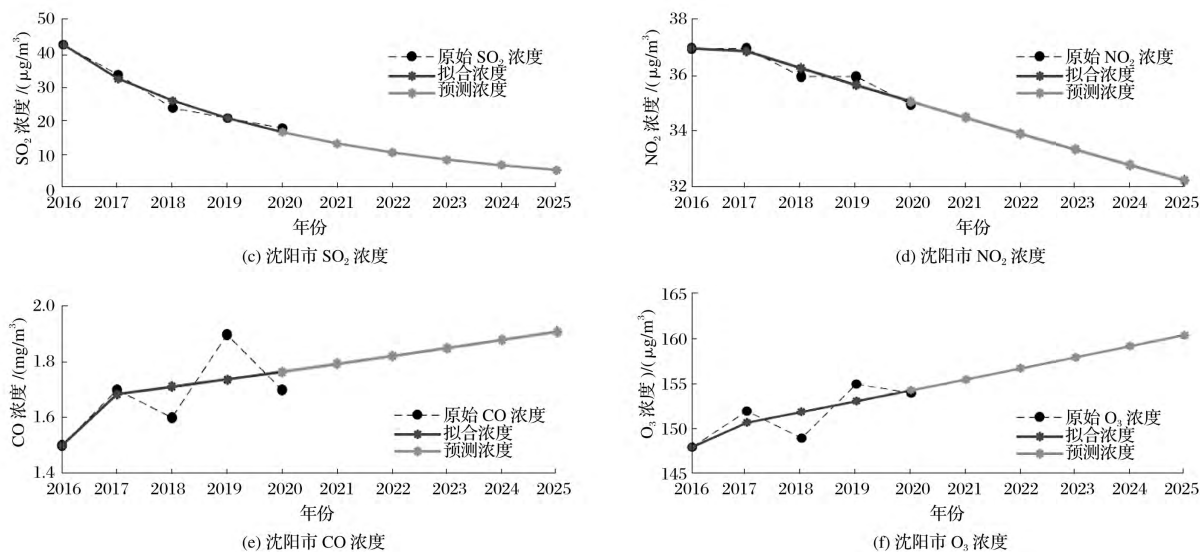 50
40
30
20
10
0
SO₂ 浓度 /(μg/m³)
原始 SO₂ 浓度
拟合浓度
预测浓度
2016 2017 2018 2019 2020 2021 2022 2023 2024 2025
年份
(c) 沈阳市 SO₂ 浓度
38
36
34
32
NO₂ 浓度 /(μg/m³)
原始 NO₂ 浓度
拟合浓度
预测浓度
2016 2017 2018 2019 2020 2021 2022 2023 2024 2025
年份
(d) 沈阳市 NO₂ 浓度
2.0
1.8
1.6
1.4
CO 浓度 /(mg/m³)
原始 CO 浓度
拟合浓度
预测浓度
2016 2017 2018 2019 2020 2021 2022 2023 2024 2025
年份
(e) 沈阳市 CO 浓度
165
160
155
150
145
O₃ 浓度 )/(μg/m³)
原始 O₃ 浓度
拟合浓度
预测浓度
2016 2017 2018 2019 2020 2021 2022 2023 2024 2025
年份
(f) 沈阳市 O₃ 浓度